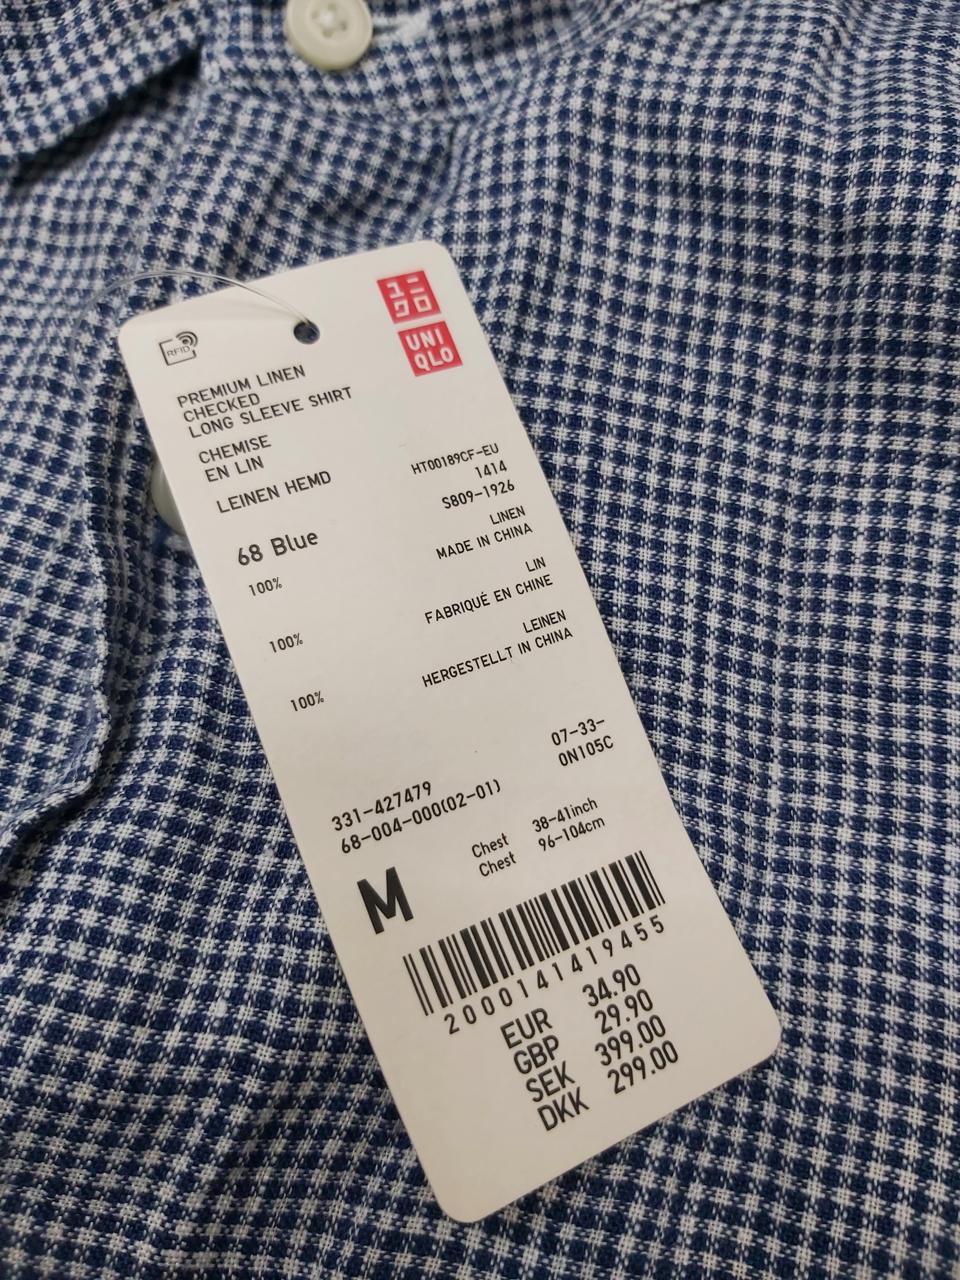 ユニ
クロ
UNI
QLO
RFID
PREMIUM LINEN
CHECKED
LONG SLEEVE SHIRT
CHEMISE
EN LIN
LEINEN HEMD
HT00189CF-EU
1414
S809-1926
68 Blue
100% LINEN
MADE IN CHINA
100% LIN
FABRIQUÉ EN CHINE
100% LEINEN
HERGESTELLT IN CHINA
07-33-
0N105C
331-427479
68-004-000(02-01)
M
Chest 38-41inch
Chest 96-104cm
2000141419455
EUR 34.90
GBP 29.90
SEK 399.00
DKK 299.00